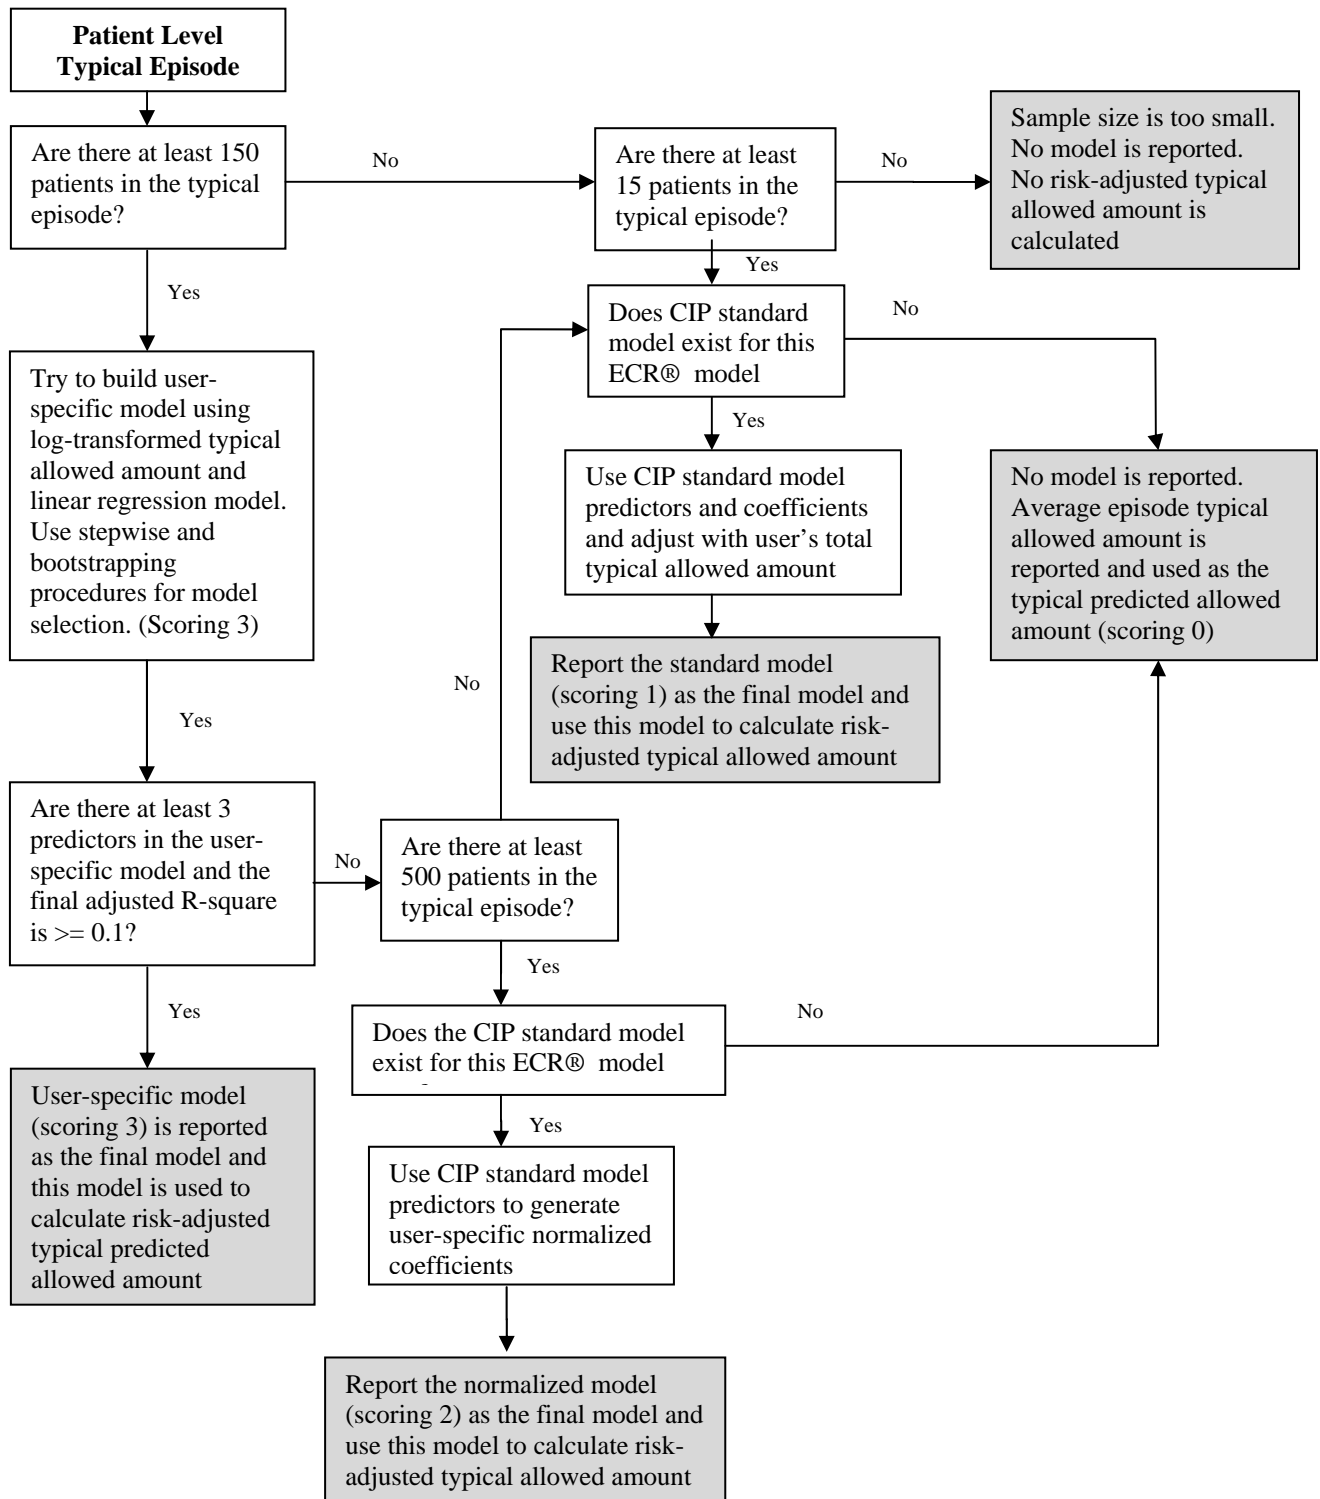 Patient Level
Typical Episode
Are there at least 150
patients in the typical
episode?
No
Are there at least
15 patients in the
typical episode?
No
Sample size is too small.
No model is reported.
No risk-adjusted typical
allowed amount is
calculated
Yes
Yes
Does CIP standard
model exist for this
ECR® model
No
Try to build user-
specific model using
log-transformed typical
allowed amount and
linear regression model.
Use stepwise and
bootstrapping
procedures for model
selection. (Scoring 3)
Yes
Use CIP standard model
predictors and coefficients
and adjust with user’s total
typical allowed amount
No model is reported.
Average episode typical
allowed amount is
reported and used as the
typical predicted allowed
amount (scoring 0)
No
Report the standard model
(scoring 1) as the final model and
use this model to calculate risk-
adjusted typical allowed amount
Yes
Are there at least 3
predictors in the user-
specific model and the
final adjusted R-square
is >= 0.1?
No
Are there at least
500 patients in the
typical episode?
Yes
Yes
Does the CIP standard model
exist for this ECR® model
No
User-specific model
(scoring 3) is reported
as the final model and
this model is used to
calculate risk-adjusted
typical predicted
allowed amount
Yes
Use CIP standard model
predictors to generate
user-specific normalized
coefficients
Report the normalized model
(scoring 2) as the final model and
use this model to calculate risk-
adjusted typical allowed amount